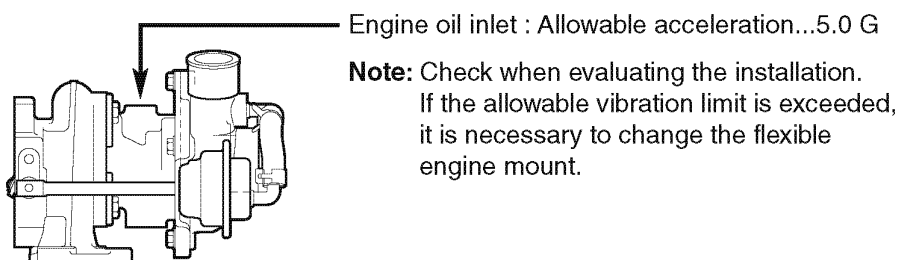 Engine oil inlet : Allowable acceleration...5.0 G
Note: Check when evaluating the installation.
If the allowable vibration limit is exceeded,
it is necessary to change the flexible
engine mount.